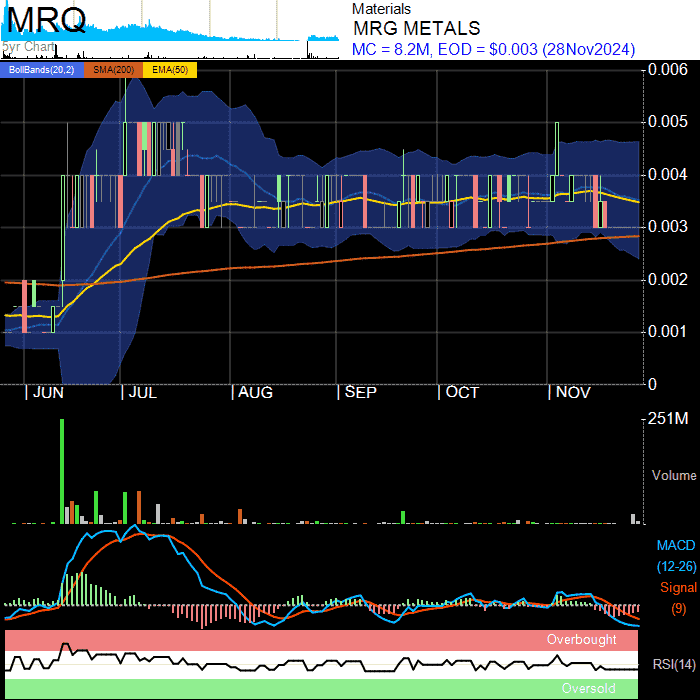 MRQ
5yr Chart
Materials
MRG METALS
MC = 8.2M, EOD = $0.003 (28Nov2024)
BollBands(20,2) SMA(200) EMA(50)
0.006
0.005
0.004
0.003
0.002
0.001
0
JUN JUL AUG SEP OCT NOV
251M
Volume
MACD
(12-26)
Signal
(9)
Overbought
RSI(14)
Oversold